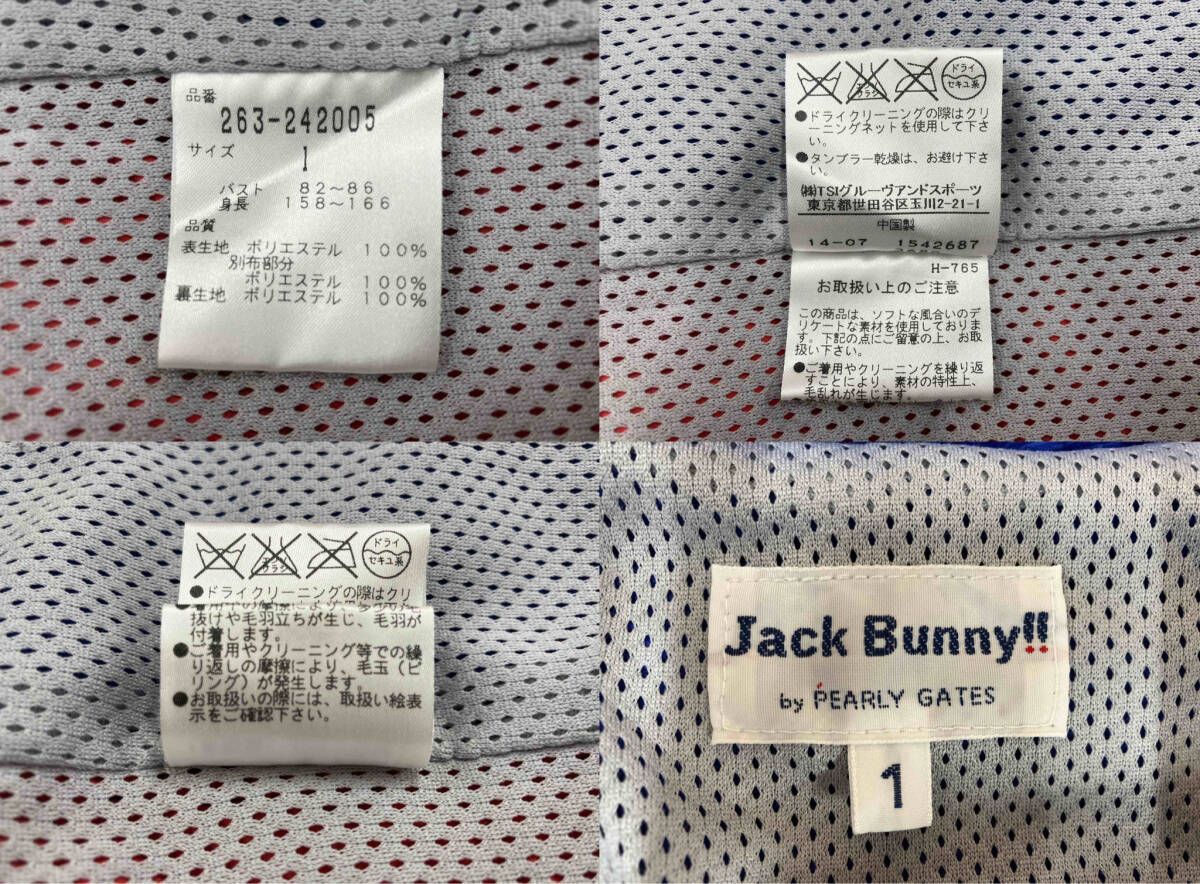 品番
263-242005
サイズ
1
バスト 82〜86
身長 158〜166
品質
表生地 ポリエステル 100%
別布部分
ポリエステル 100%
裏生地 ポリエステル 100%
ドライ
セキユ系
●ドライクリーニングの際はクリ
ーニングネットを使用して下さ
い。
●タンブラー乾燥は、お避け下さ
い。
㈱TSIグルーヴアンドスポーツ
東京都世田谷区玉川2-21-1
中国製
14-07 1542687
H-765
お取扱い上のご注意
この商品は、ソフトな風合いのデ
リケートな素材を使用しておりま
す。下記の点にご留意の上、お取
扱い下さい。
●ご着用やクリーニングを繰り返
すことにより、素材の特性上、
毛乱れが生じます。
ドライ
セキユ系
●ドライクリーニングの際はクリ
抜けや毛羽立ちが生じ、毛羽が
付着します。
●ご着用やクリーニング等での繰
り返しの摩擦により、毛玉（ピ
リング）が発生します。
●お取扱いの際には、取扱い絵表
示をご確認下さい。
Jack Bunny!!
by PEARLY GATES
1